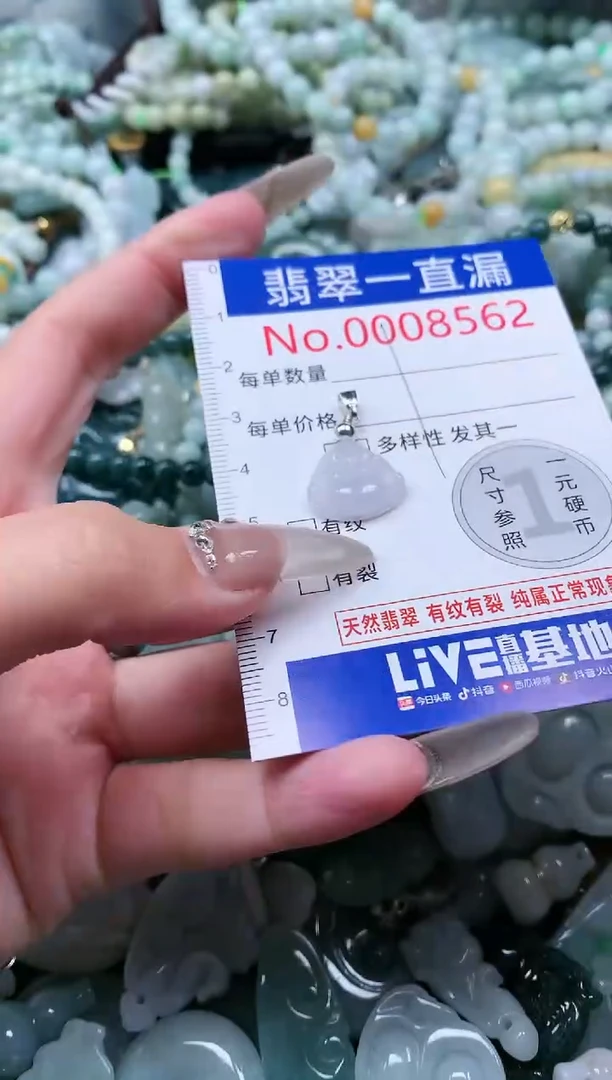 翡翠一直漏
No.0008562
每单数量
每单价格
多样性 发其一
有纹
有裂
尺寸参照
1
一元硬币
天然翡翠 有纹有裂 纯属正常现象
LiVE直播基地
今日头条 抖音 西瓜视频 抖音火山
0
1
2
3
4
5
7
8